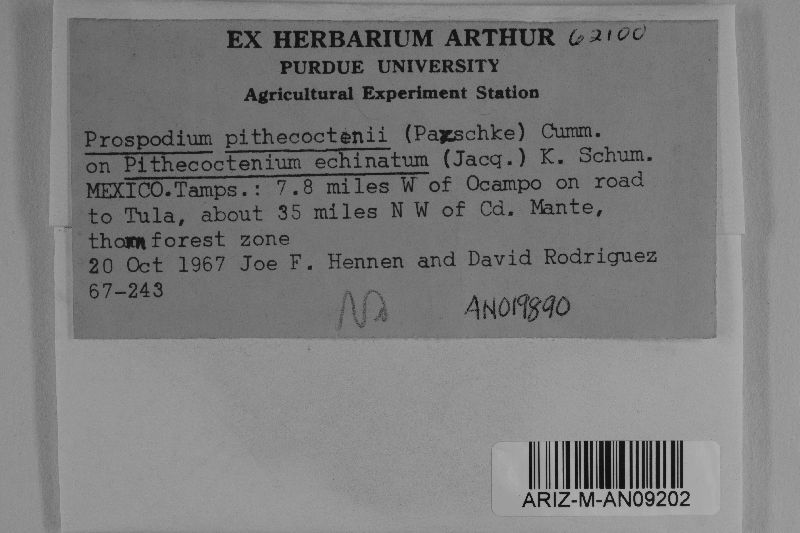 EX HERBARIUM ARTHUR 62100
PURDUE UNIVERSITY
Agricultural Experiment Station
Prospodium pithecoctenii (Pazschke) Cumm.
on Pithecoctenium echinatum (Jacq.) K. Schum.
MEXICO.Tamps.: 7.8 miles W of Ocampo on road
to Tula, about 35 miles N W of Cd. Mante,
thorn forest zone
20 Oct 1967 Joe F. Hennen and David Rodriguez
67-243
AN019890
ARIZ-M-AN09202